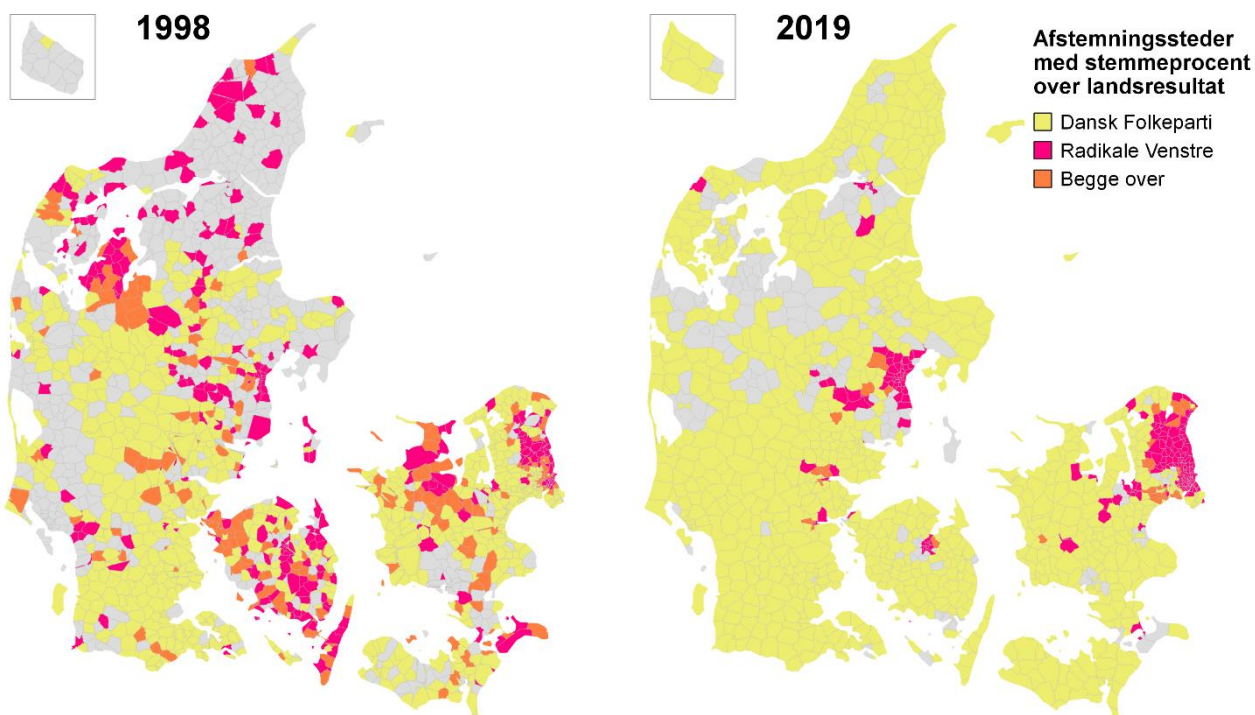 1998
2019
Afstemningssteder
med stemmeprocent
over landsresultat
Dansk Folkeparti
Radikale Venstre
Begge over